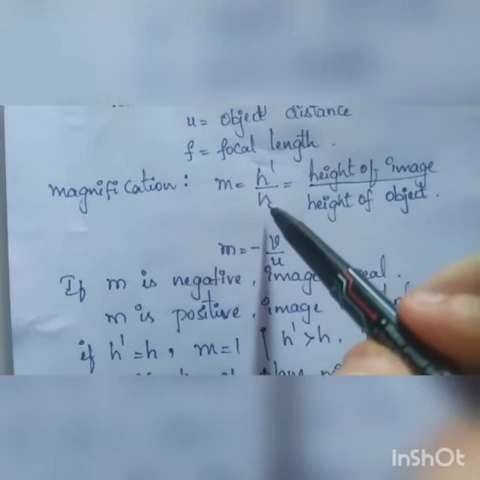 u = object distance
f = focal length.
magnification: m = h'/h = height of image / height of object.
m = - v/u
If m is negative, image
m is positive, image
if h' = h, m = 1 h' > h.
InShOt